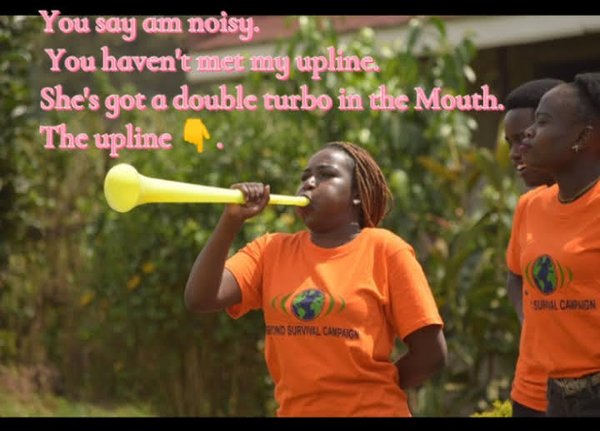 You say am noisy.
You haven't met my upline.
She's got a double turbo in the Mouth.
The upline 👇.
BEYOND SURVIVAL CAMPAIGN
SURVIVAL CAMPAIGN